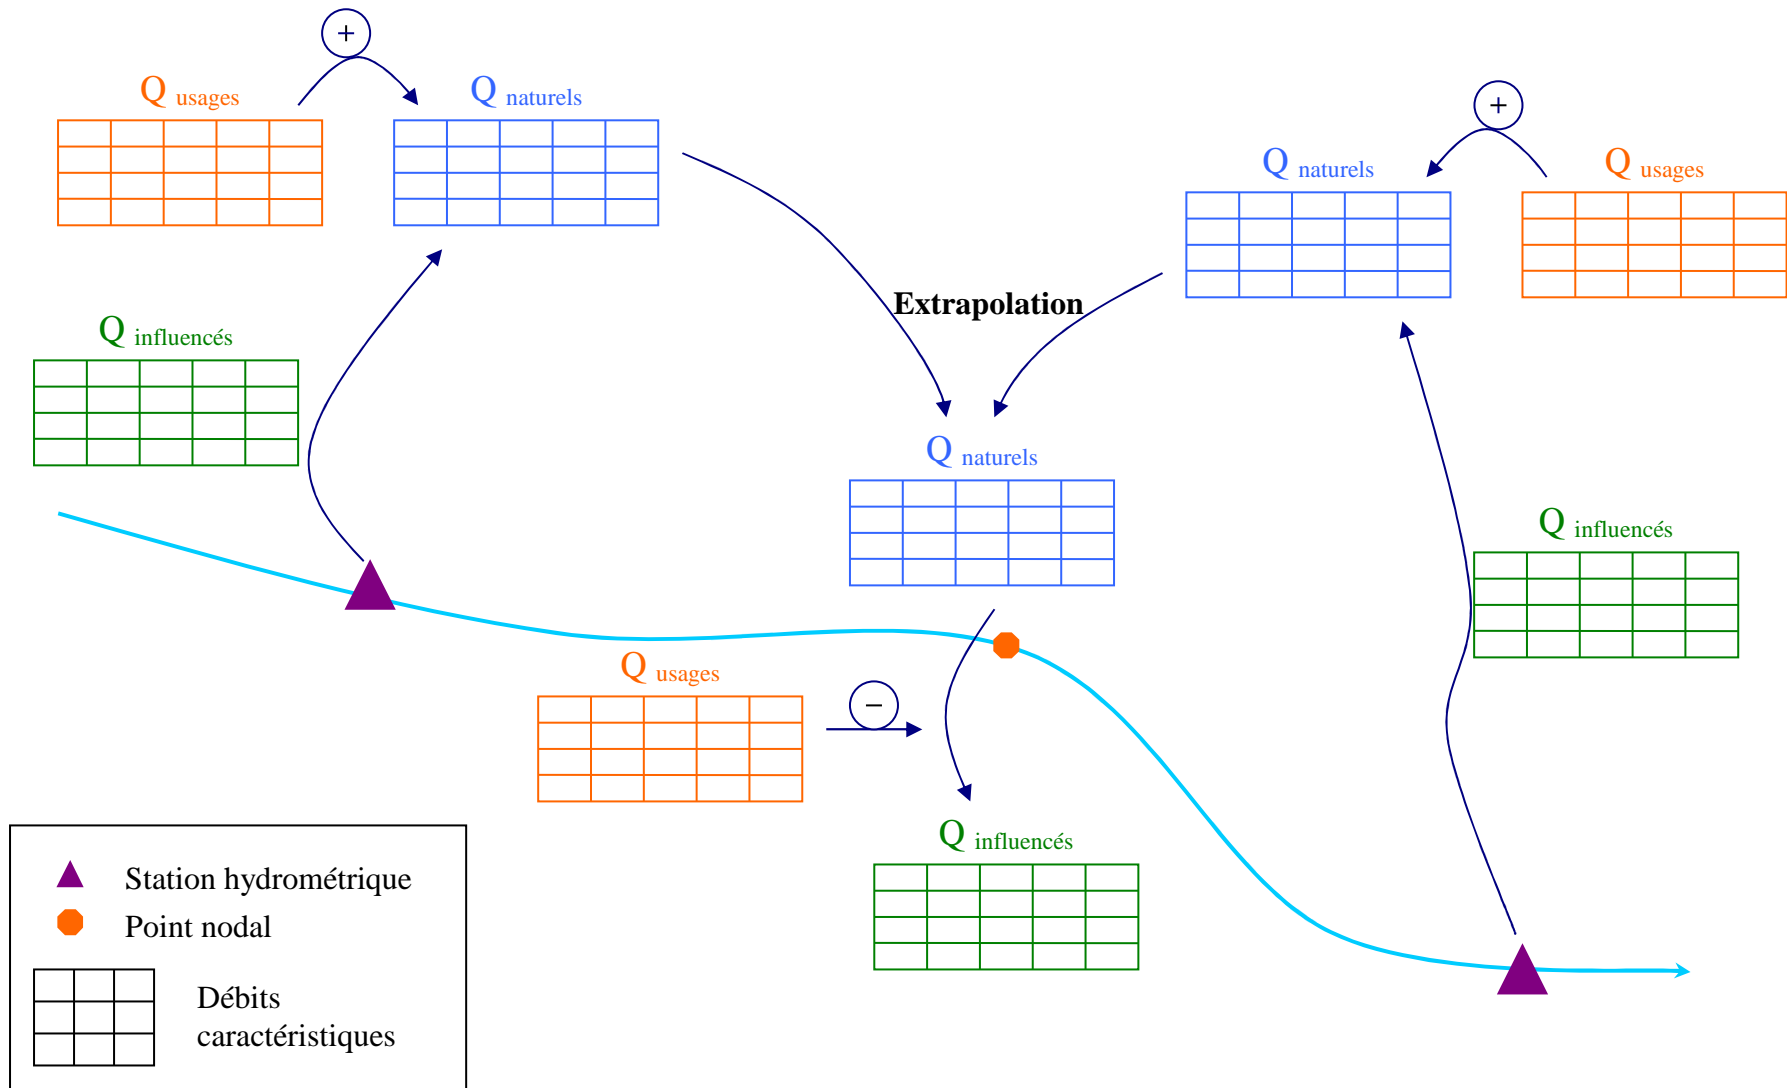 +
Q usages
Q naturels
+
Q naturels
Q usages
Extrapolation
Q influencés
Q naturels
Q influencés
Q usages
−
Q influencés
Station hydrométrique
Point nodal
Débits
caractéristiques